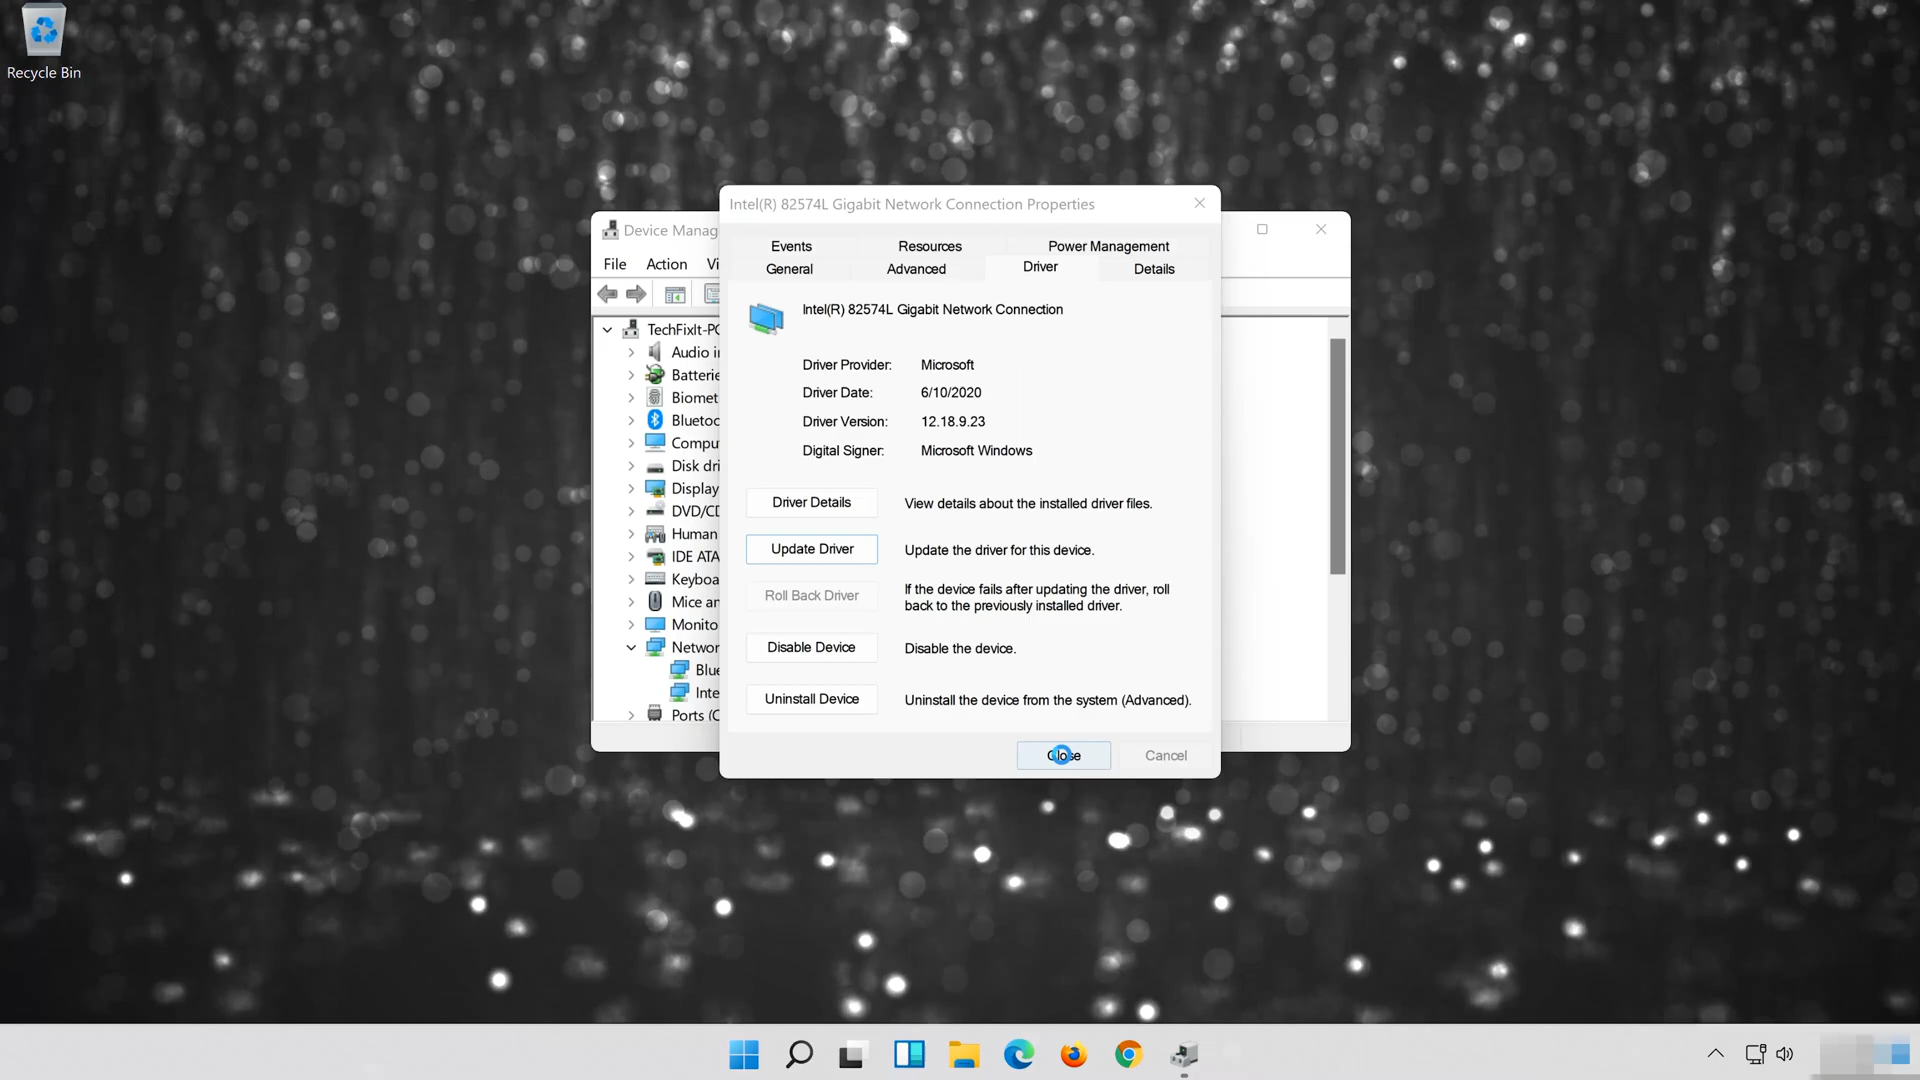 Recycle Bin
Intel(R) 82574L Gigabit Network Connection Properties
Events
Resources
Power Management
General
Advanced
Driver
Details
Intel(R) 82574L Gigabit Network Connection
Driver Provider: Microsoft
Driver Date: 6/10/2020
Driver Version: 12.18.9.23
Digital Signer: Microsoft Windows
Driver Details
View details about the installed driver files.
Update Driver
Update the driver for this device.
Roll Back Driver
If the device fails after updating the driver, roll
back to the previously installed driver.
Disable Device
Disable the device.
Uninstall Device
Uninstall the device from the system (Advanced).
Close
Cancel
Device Manag
File Action Vi
TechFixIt-PC
Audio i
Batterie
Biomet
Bluetoo
Compu
Disk dri
Display
DVD/CD
Human
IDE ATA
Keyboa
Mice an
Monito
Networ
Blue
Inte
Ports (C